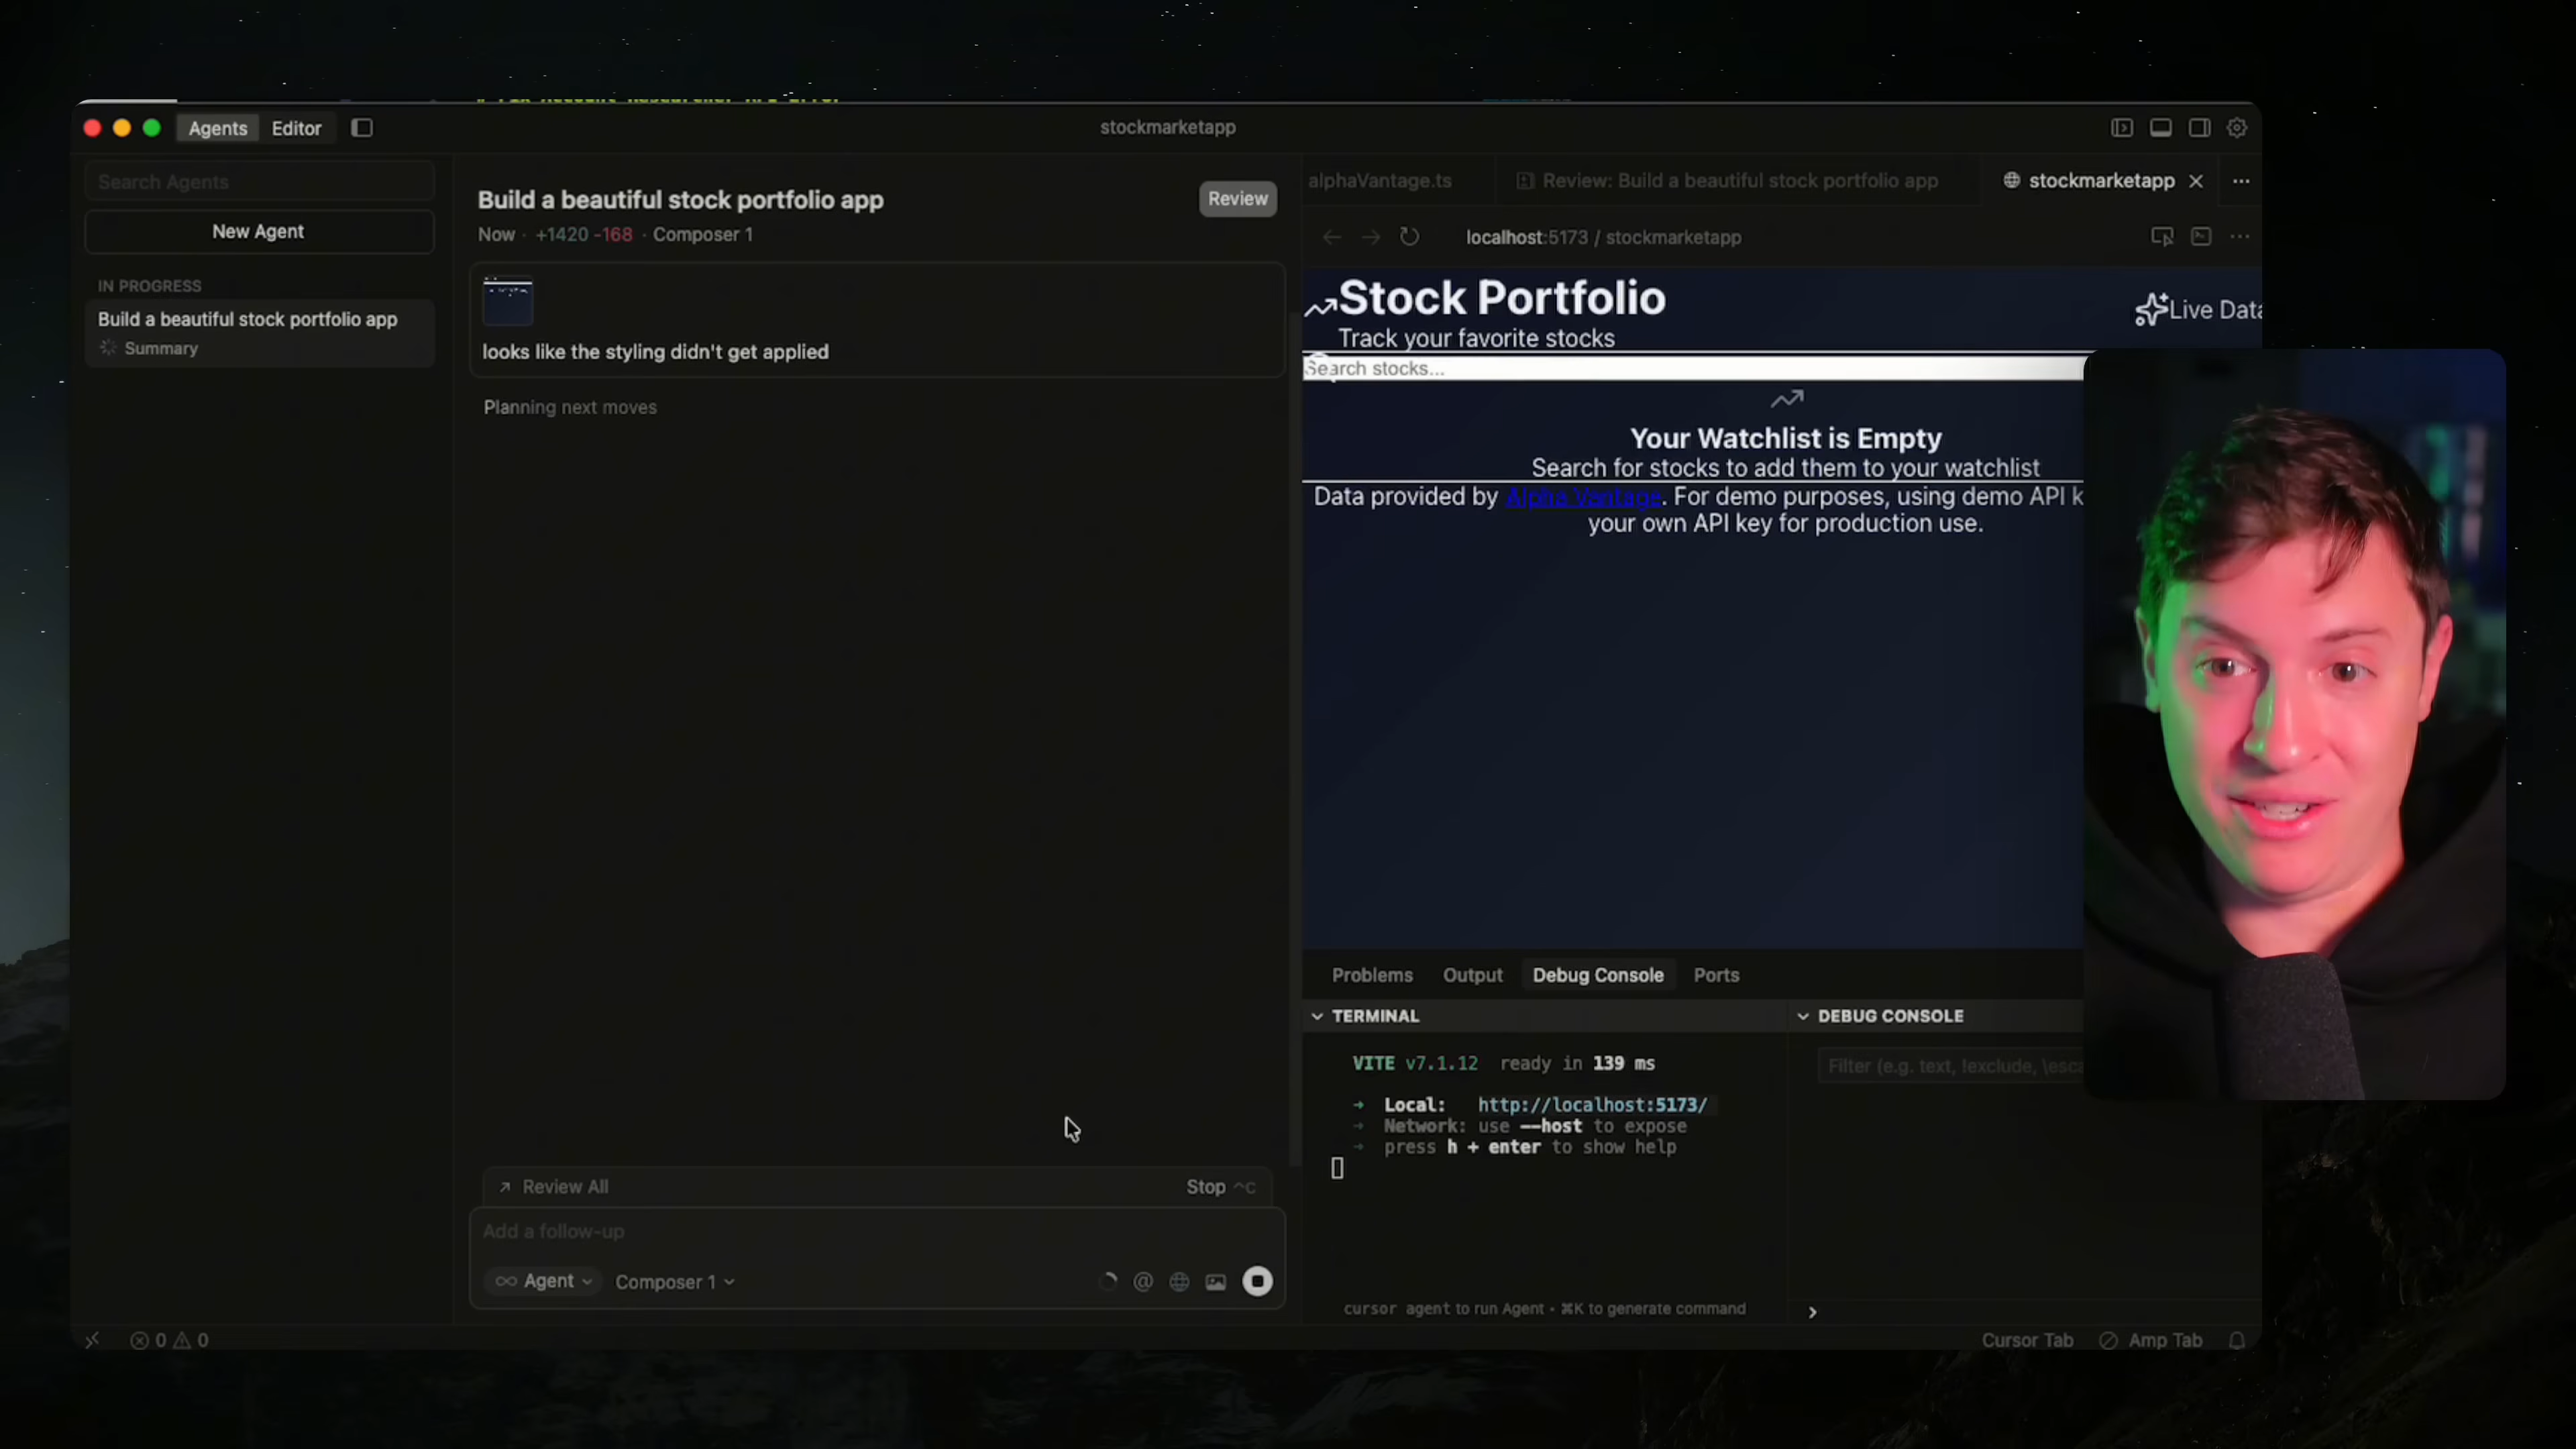 Agents Editor
stockmarketapp
Search Agents
New Agent
IN PROGRESS
Build a beautiful stock portfolio app
Summary
Build a beautiful stock portfolio app
Review
Now · +1420 -168 · Composer 1
looks like the styling didn't get applied
Planning next moves
Review All
Stop ^C
Add a follow-up
Agent
Composer 1
alphaVantage.ts
Review: Build a beautiful stock portfolio app
stockmarketapp
localhost:5173 / stockmarketapp
Stock Portfolio
Live Data
Track your favorite stocks
Search stocks...
Your Watchlist is Empty
Search for stocks to add them to your watchlist
Data provided by Alpha Vantage. For demo purposes, using demo API k
your own API key for production use.
Problems Output Debug Console Ports
TERMINAL
VITE v7.1.12 ready in 139 ms
➜ Local: http://localhost:5173/
➜ Network: use --host to expose
➜ press h + enter to show help
cursor agent to run Agent • ⌘K to generate command
DEBUG CONSOLE
Filter (e.g. text, !exclude, \esca
0 0
Cursor Tab
Amp Tab